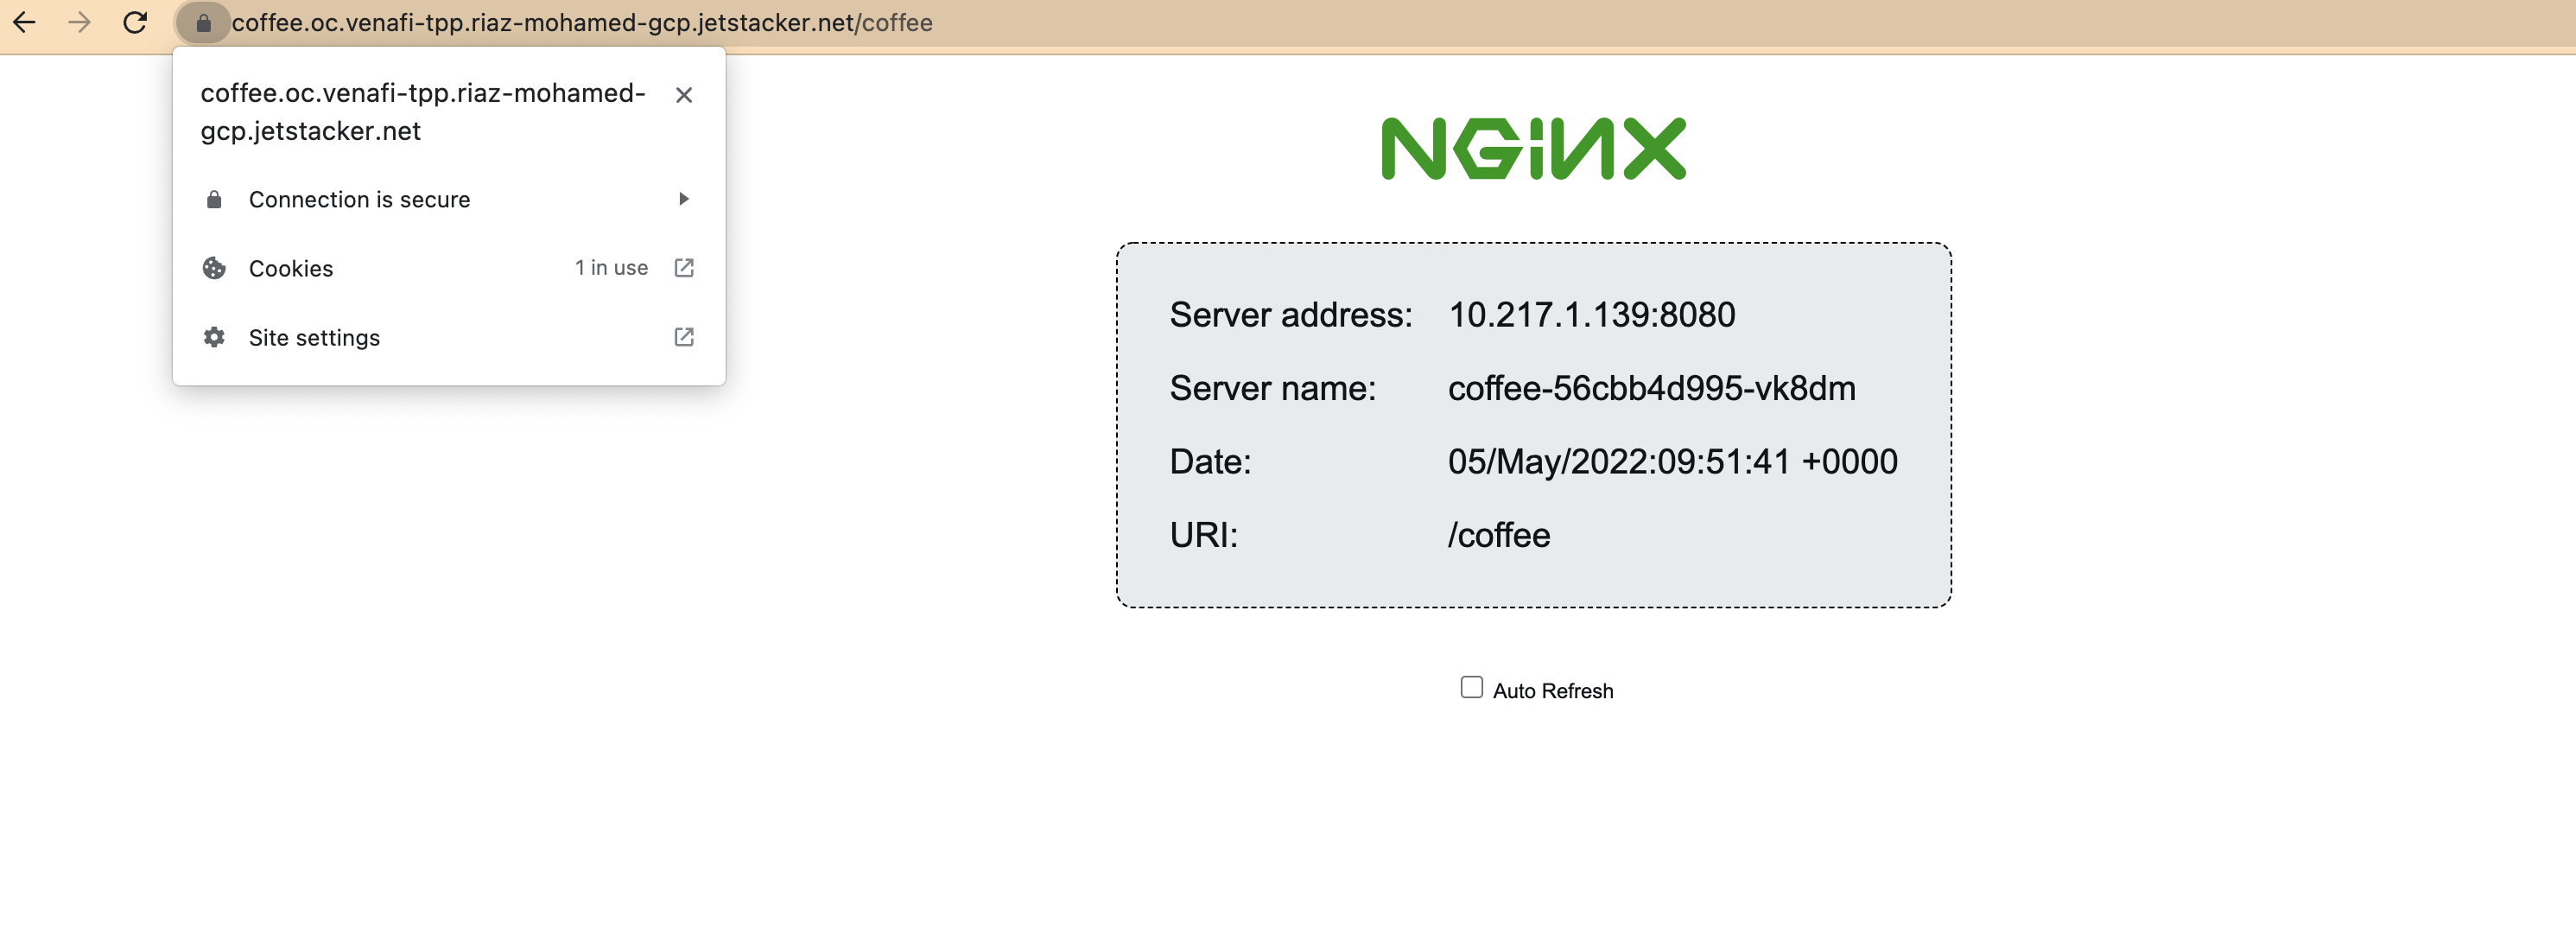 coffee.oc.venafi-tpp.riaz-mohamed-gcp.jetstacker.net/coffee
coffee.oc.venafi-tpp.riaz-mohamed-
gcp.jetstacker.net
Connection is secure
Cookies 1 in use
Site settings
NGINX
Server address: 10.217.1.139:8080
Server name: coffee-56cbb4d995-vk8dm
Date: 05/May/2022:09:51:41 +0000
URI: /coffee
Auto Refresh